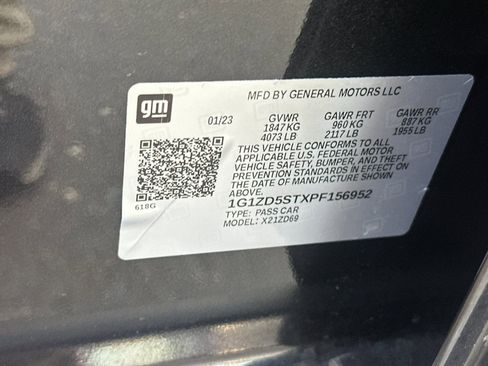 gm
MFD BY GENERAL MOTORS LLC
01/23 GVWR GAWR FRT GAWR RR
1847 KG 960 KG 887 KG
4073 LB 2117 LB 1955 LB
THIS VEHICLE CONFORMS TO ALL
APPLICABLE U.S. FEDERAL MOTOR
VEHICLE SAFETY, BUMPER, AND THEFT
PREVENTION STANDARDS IN EFFECT ON
THE DATE OF MANUFACTURE SHOWN
ABOVE.
618G
1G1ZD5STXPF156952
TYPE: PASS CAR
MODEL: X21ZD69